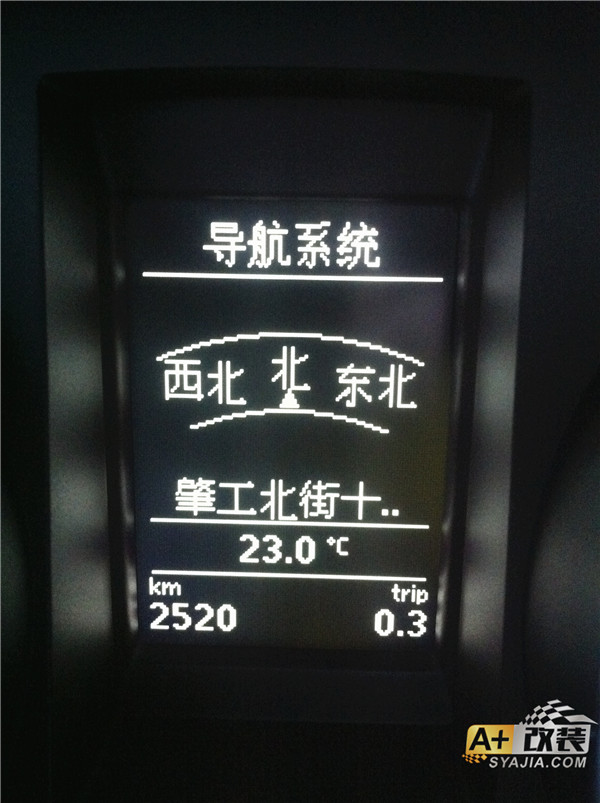 导航系统
西北 北 东北
肇工北街十..
23.0 °C
km trip
2520 0.3
A+ 改装
SYAJIA.COM